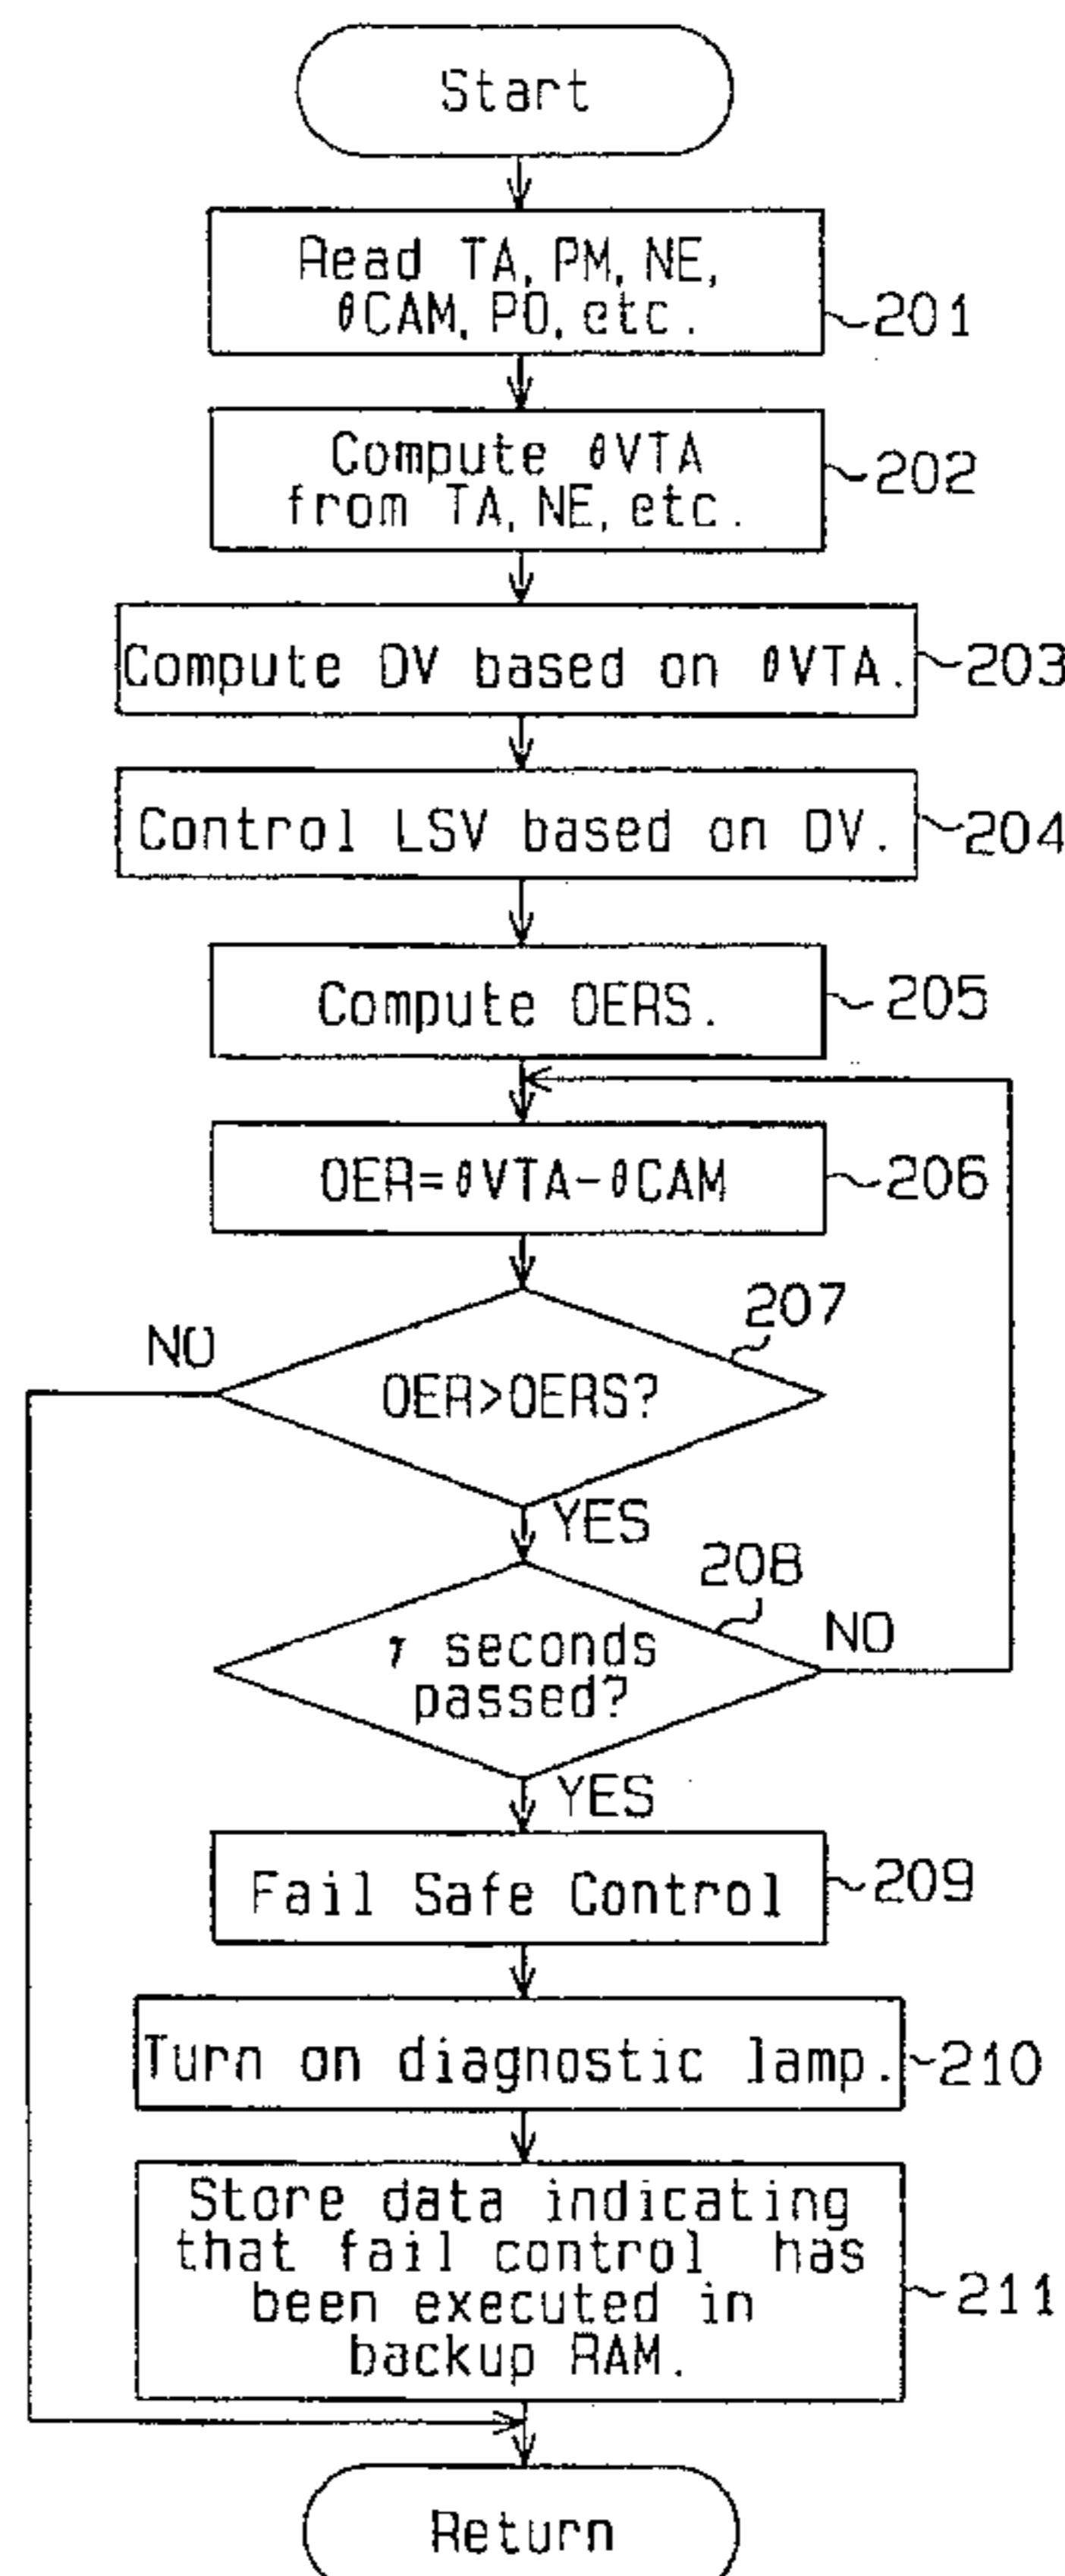 Start
Read TA, PM, NE,
θCAM, PO, etc.
201
Compute θVTA
from TA, NE, etc.
202
Compute DV based on θVTA.
203
Control LSV based on DV.
204
Compute OERS.
205
OER=θVTA-θCAM
206
207
NO
OER>OERS?
YES
208
seconds
passed?
NO
YES
Fail Safe Control
209
Turn on diagnostic lamp.
210
Store data indicating
that fail control has
been executed in
backup RAM.
211
Return